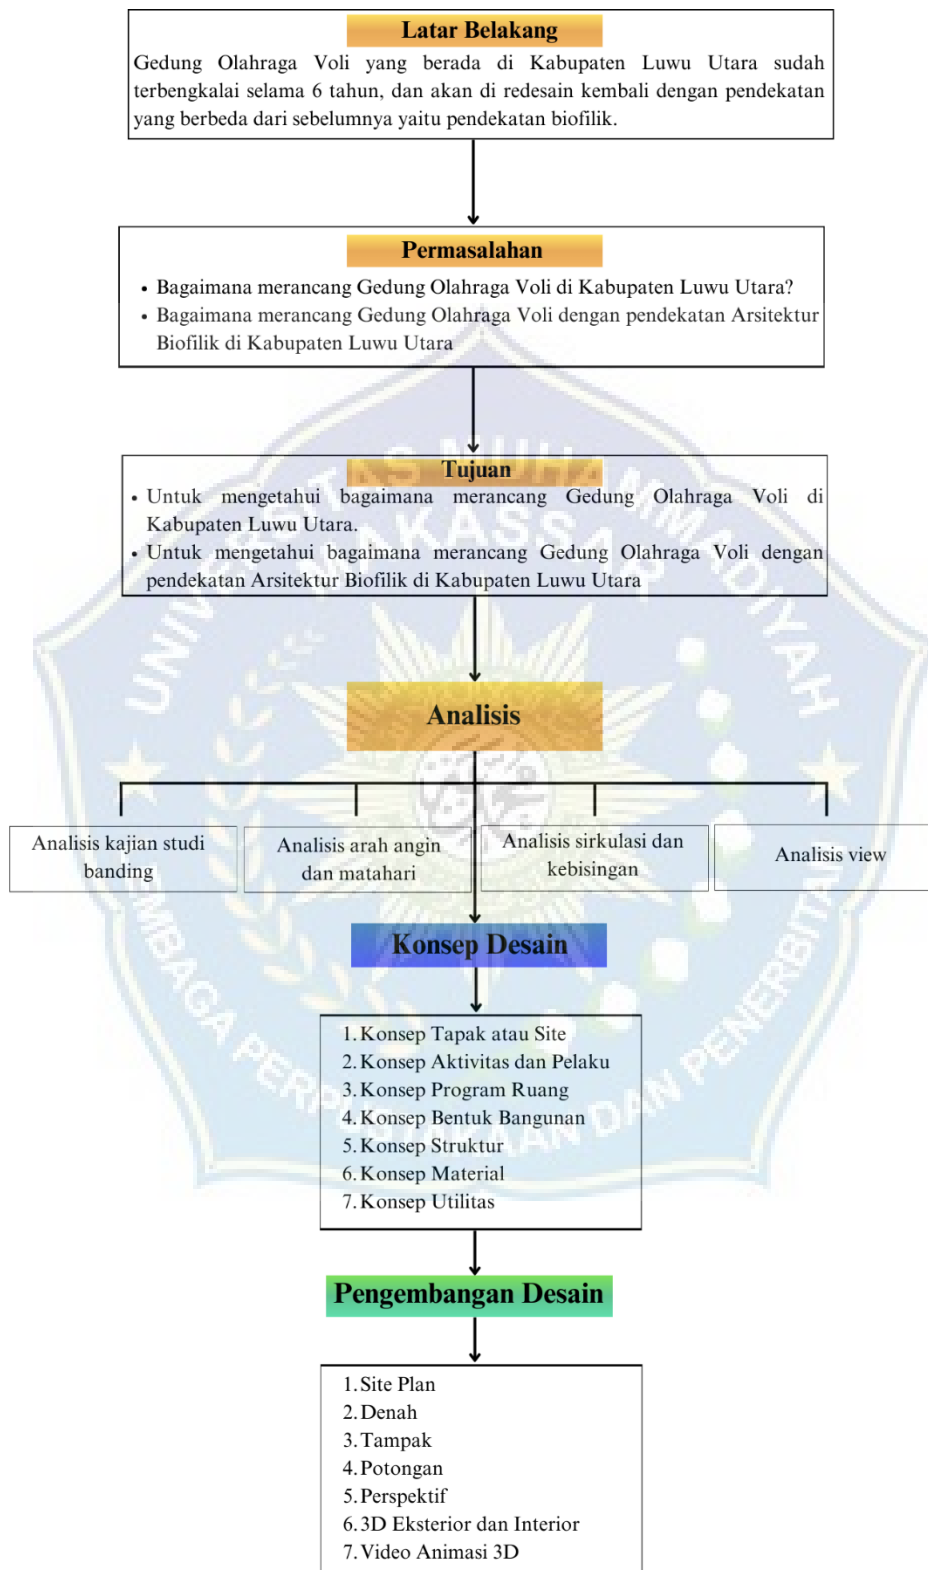 Latar Belakang
Gedung Olahraga Voli yang berada di Kabupaten Luwu Utara sudah
terbengkalai selama 6 tahun, dan akan di redesain kembali dengan pendekatan
yang berbeda dari sebelumnya yaitu pendekatan biofilik.
Permasalahan
• Bagaimana merancang Gedung Olahraga Voli di Kabupaten Luwu Utara?
• Bagaimana merancang Gedung Olahraga Voli dengan pendekatan Arsitektur
Biofilik di Kabupaten Luwu Utara
UNIVERSITAS MUHAMMADIYAH
MAKASSAR
Tujuan
• Untuk mengetahui bagaimana merancang Gedung Olahraga Voli di
Kabupaten Luwu Utara.
• Untuk mengetahui bagaimana merancang Gedung Olahraga Voli dengan
pendekatan Arsitektur Biofilik di Kabupaten Luwu Utara
Analisis
Analisis kajian studi
banding
Analisis arah angin
dan matahari
Analisis sirkulasi dan
kebisingan
Analisis view
LEMBAGA PERPUSTAKAAN DAN PENERBITAN
Konsep Desain
1. Konsep Tapak atau Site
2. Konsep Aktivitas dan Pelaku
3. Konsep Program Ruang
4. Konsep Bentuk Bangunan
5. Konsep Struktur
6. Konsep Material
7. Konsep Utilitas
Pengembangan Desain
1. Site Plan
2. Denah
3. Tampak
4. Potongan
5. Perspektif
6. 3D Eksterior dan Interior
7. Video Animasi 3D